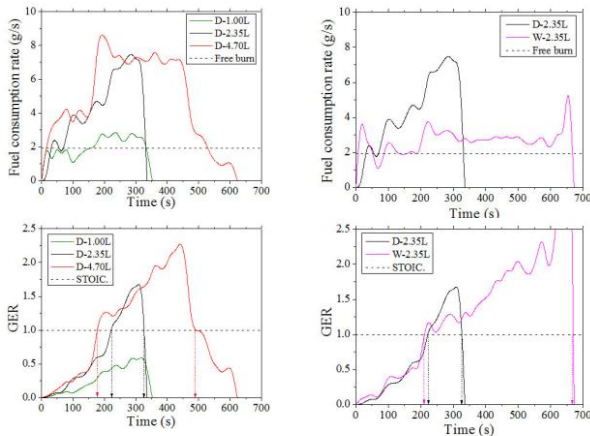 Fuel consumption rate (g/s)
10
8
6
4
2
0
D-1.00L
D-2.35L
D-4.70L
Free burn
0 100 200 300 400 500 600 700
Time (s)
Fuel consumption rate (g/s)
10
8
6
4
2
0
D-2.35L
W-2.35L
Free burn
0 100 200 300 400 500 600 700
Time (s)
GER
2.5
2.0
1.5
1.0
0.5
0.0
D-1.00L
D-2.35L
D-4.70L
STOIC.
0 100 200 300 400 500 600 700
Time (s)
GER
2.5
2.0
1.5
1.0
0.5
0.0
D-2.35L
W-2.35L
STOIC.
0 100 200 300 400 500 600 700
Time (s)